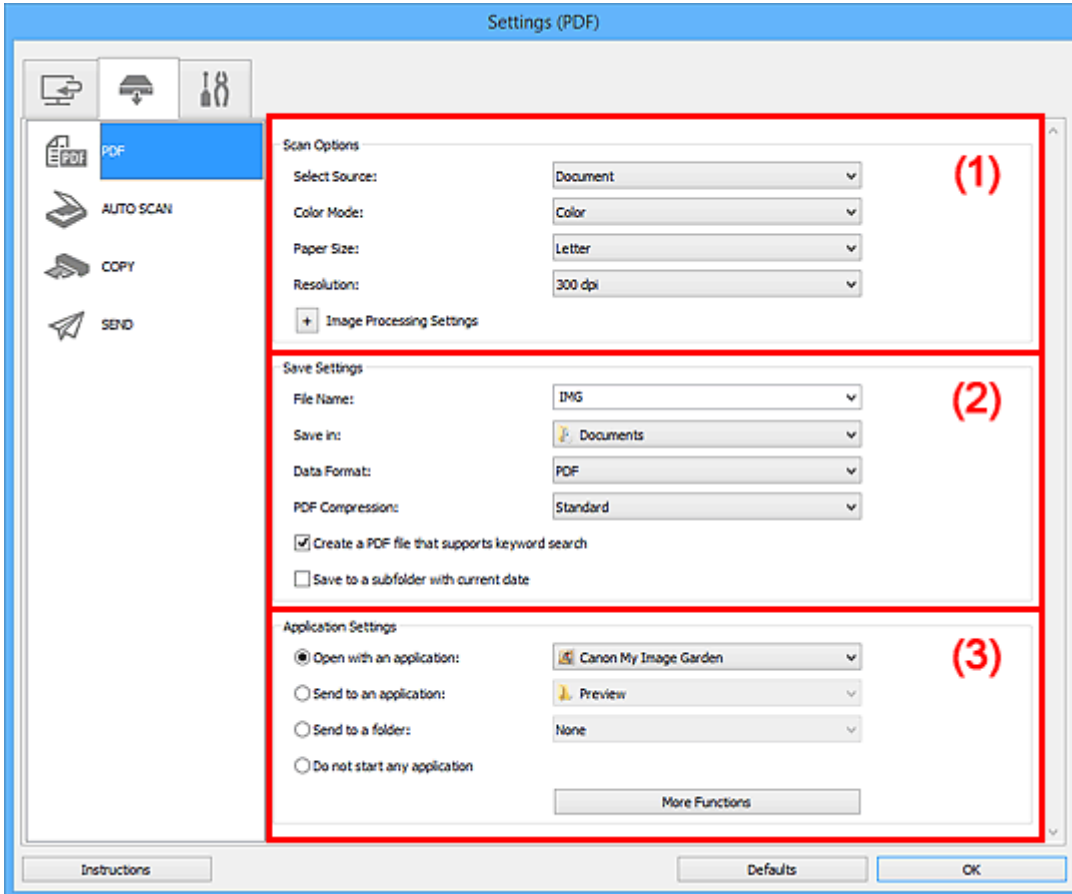 Settings (PDF)
PDF PDF
AUTO SCAN
COPY
SEND
Scan Options
(1)
Select Source: Document
Color Mode: Color
Paper Size: Letter
Resolution: 300 dpi
+ Image Processing Settings
Save Settings
(2)
File Name: IMG
Save in: Documents
Data Format: PDF
PDF Compression: Standard
Create a PDF file that supports keyword search
Save to a subfolder with current date
Application Settings
(3)
Open with an application: Canon My Image Garden
Send to an application: Preview
Send to a folder: None
Do not start any application
More Functions
Instructions Defaults OK